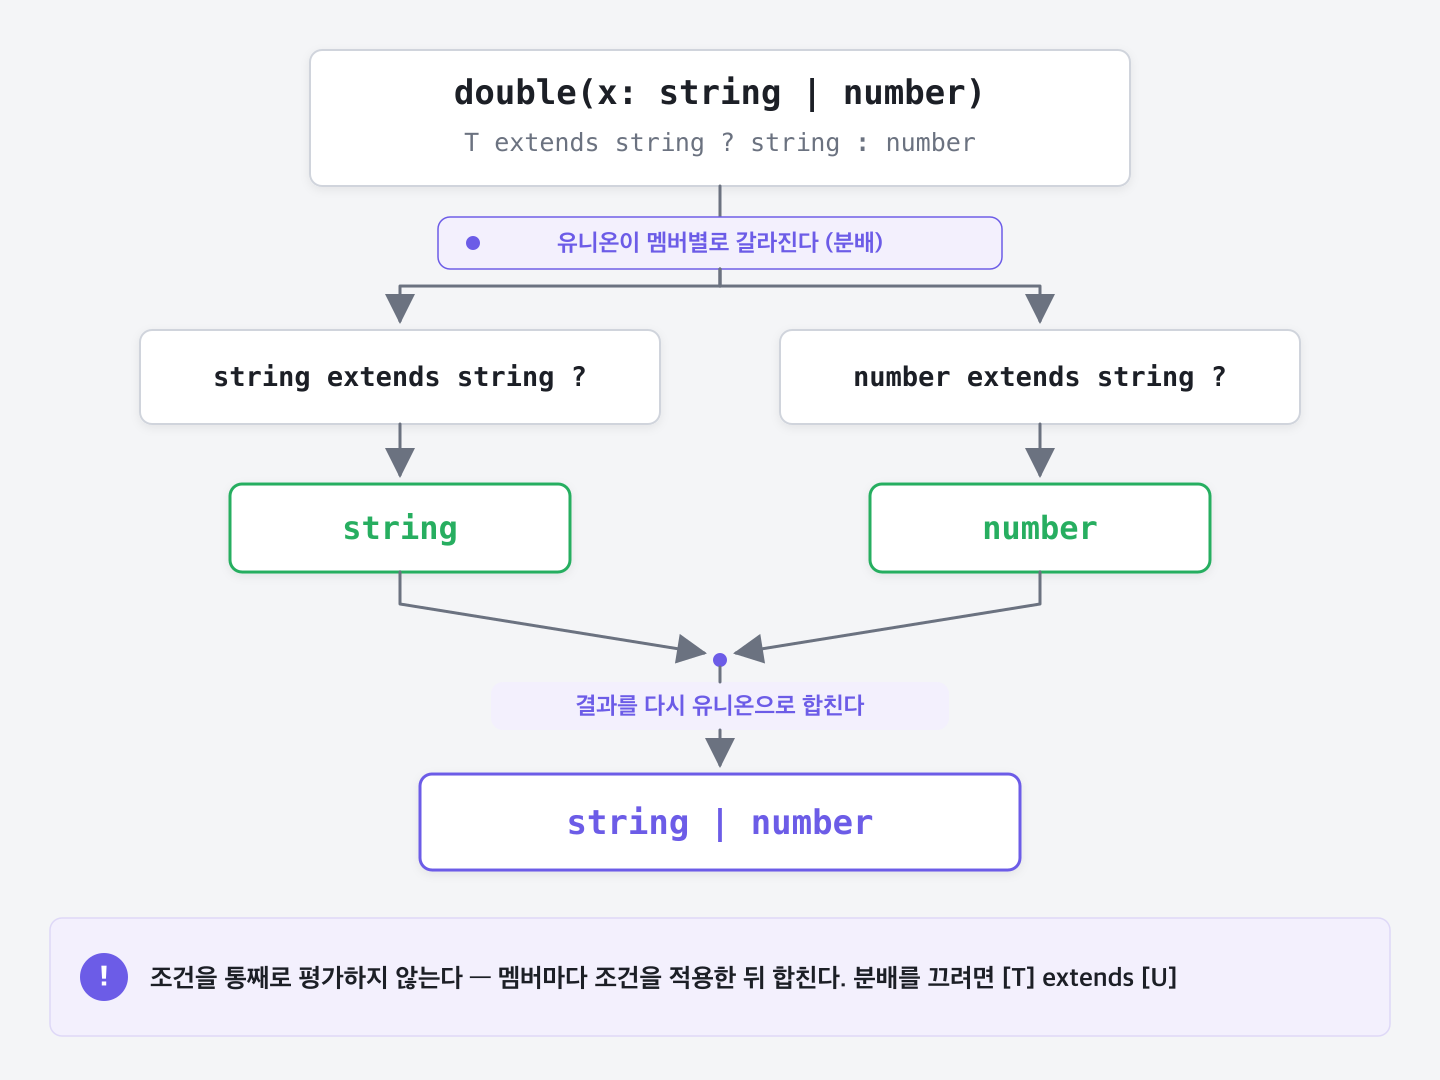 double(x: string | number)
T extends string ? string : number
유니온이 멤버별로 갈라진다 (분배)
string extends string ?
number extends string ?
string
number
결과를 다시 유니온으로 합친다
string | number
! 조건을 통째로 평가하지 않는다 — 멤버마다 조건을 적용한 뒤 합친다. 분배를 끄려면 [T] extends [U]